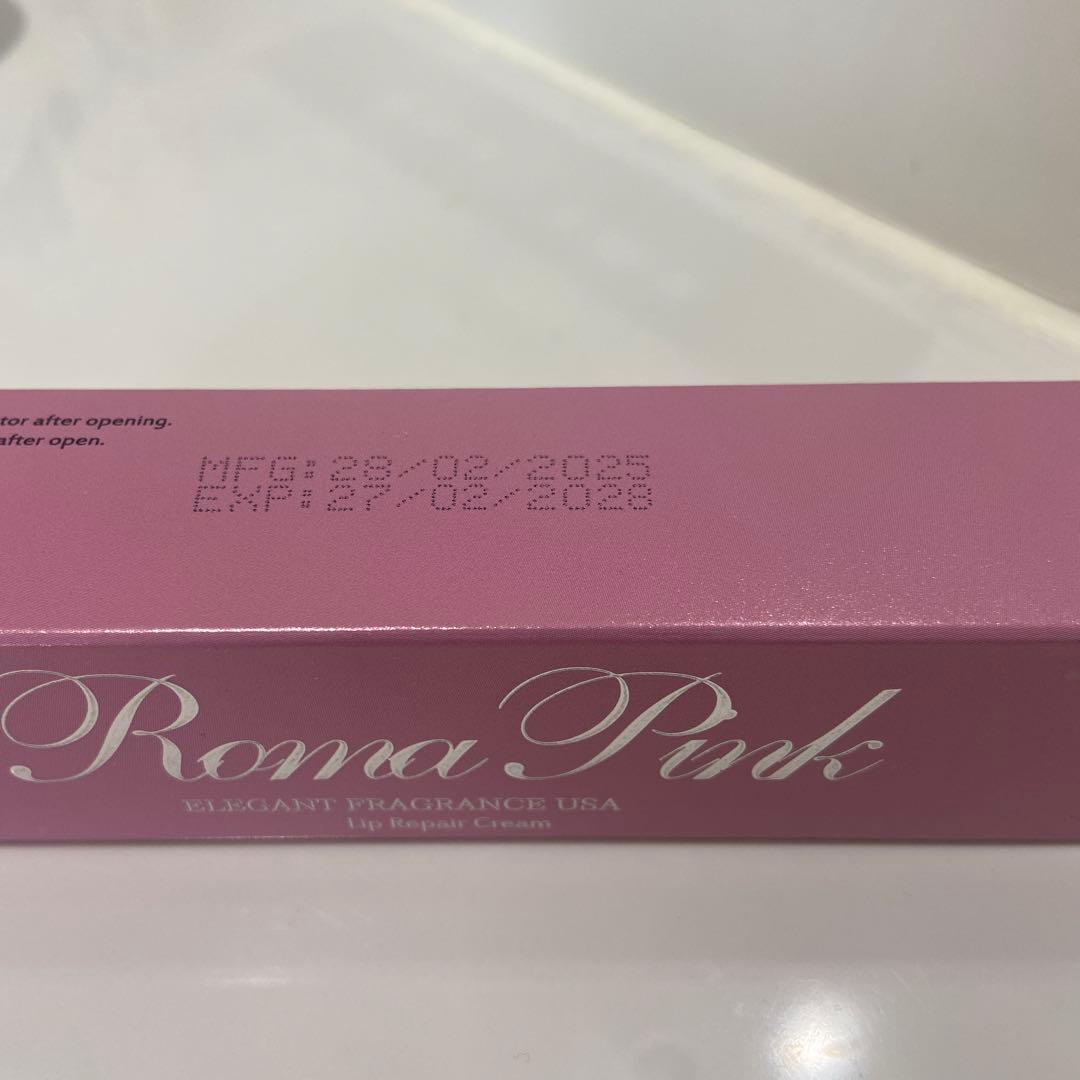 tor after opening.
after open.
MFG:28/02/2025
EXP:27/02/2028
Roma Pink
ELEGANT FRAGRANCE USA
Lip Repair Cream